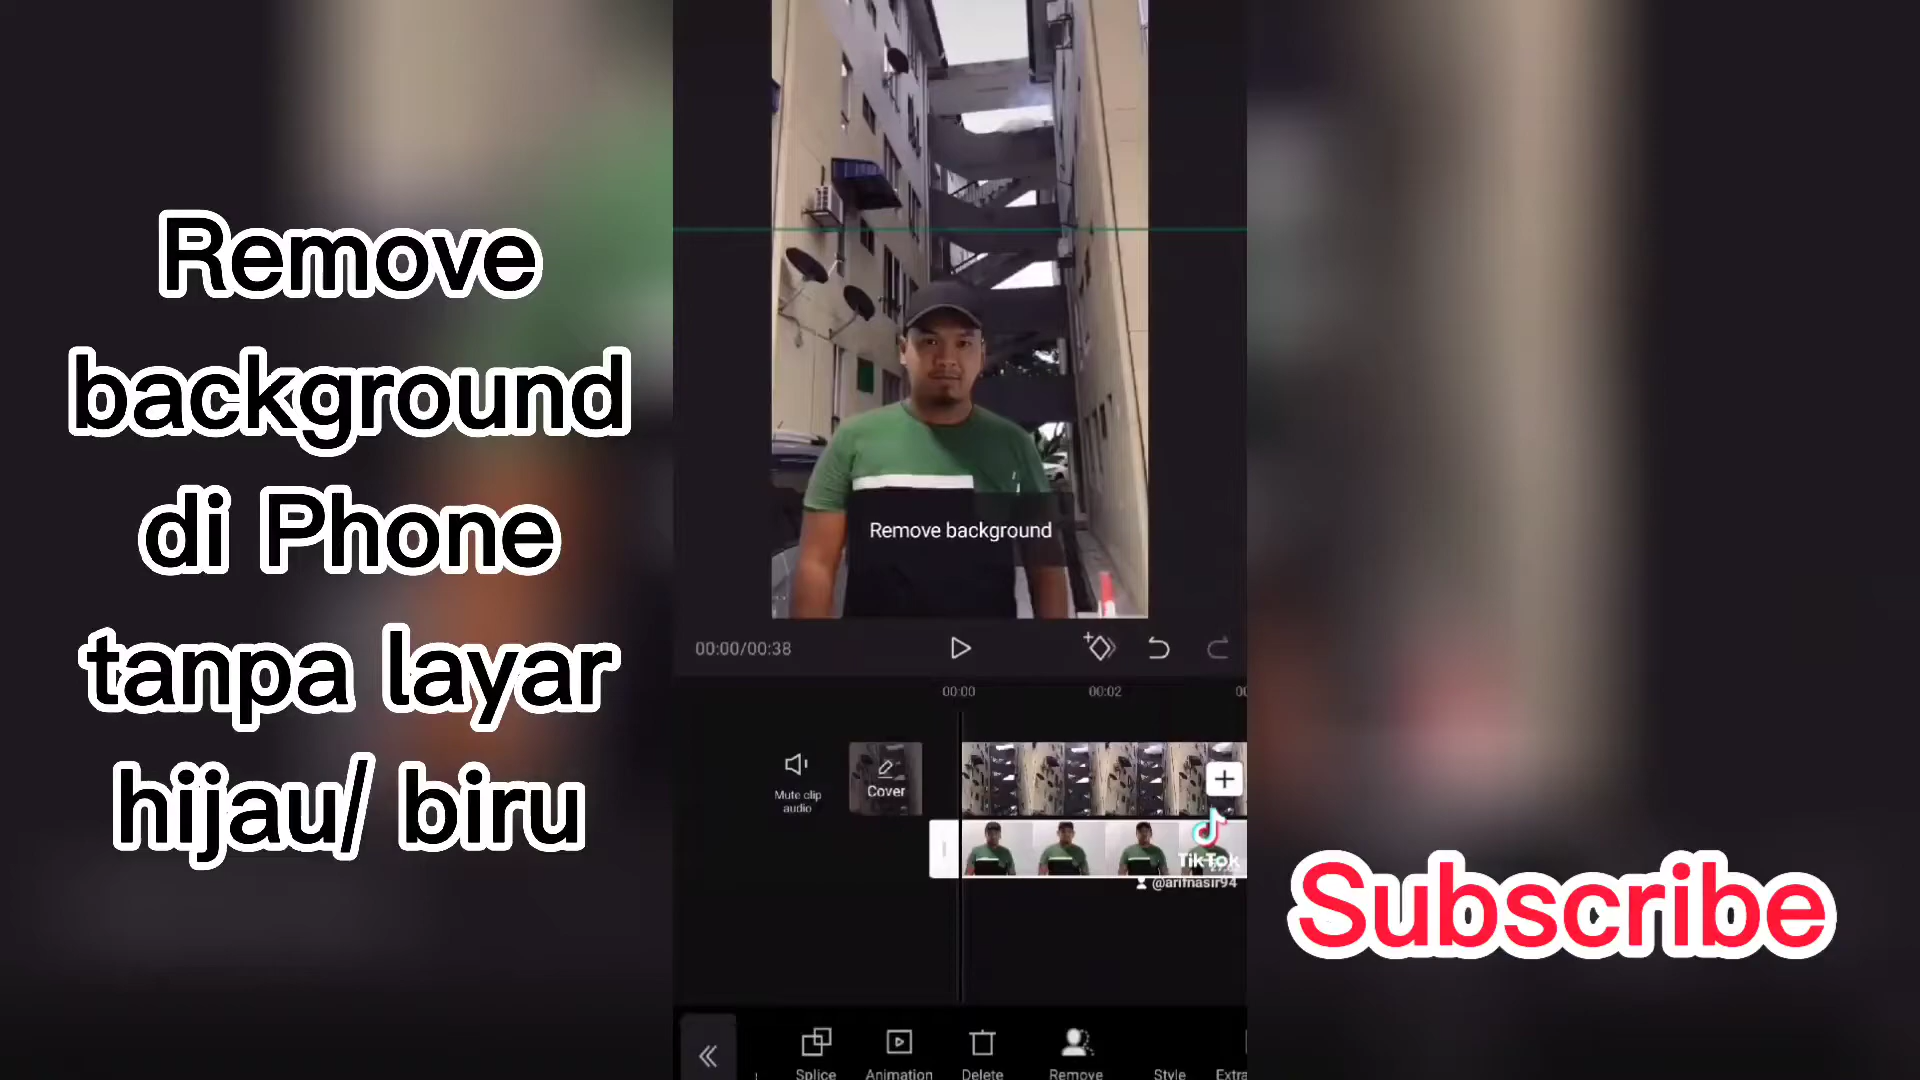 Remove
background
di Phone
tanpa layar
hijau/ biru
Remove background
00:00/00:38
00:00
00:02
Mute clip
audio
Cover
TikTok
@arifnasir94
Subscribe
Splice
Animation
Delete
Remove
Style